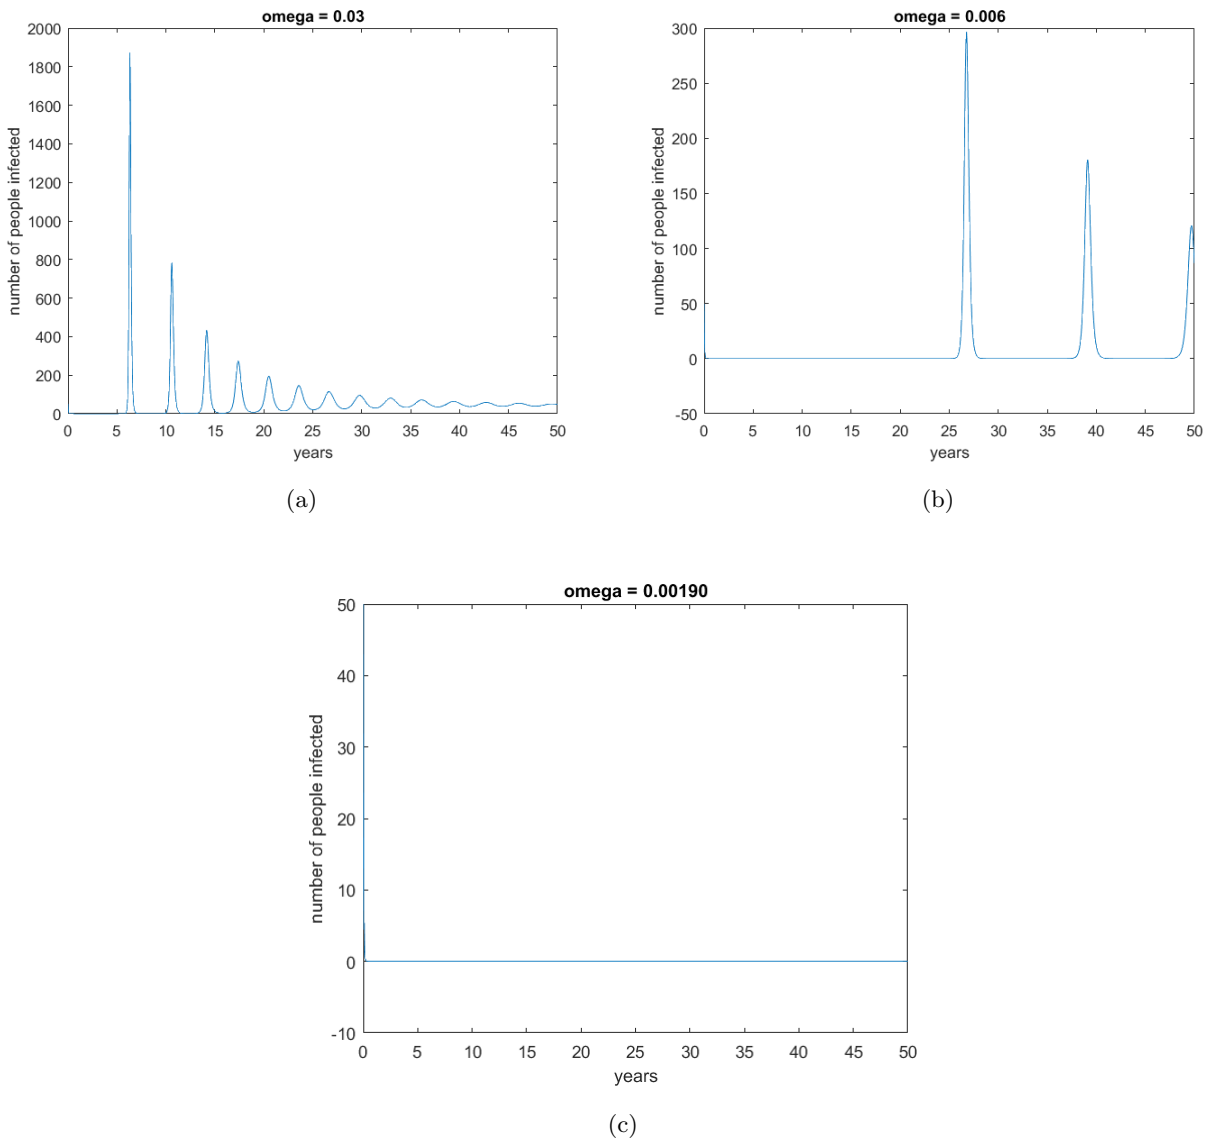 omega = 0.03
2000
1800
1600
1400
1200
1000
800
600
400
200
0
number of people infected
0 5 10 15 20 25 30 35 40 45 50
years
(a)
omega = 0.006
300
250
200
150
100
50
0
-50
number of people infected
0 5 10 15 20 25 30 35 40 45 50
years
(b)
omega = 0.00190
50
40
30
20
10
0
-10
number of people infected
0 5 10 15 20 25 30 35 40 45 50
years
(c)